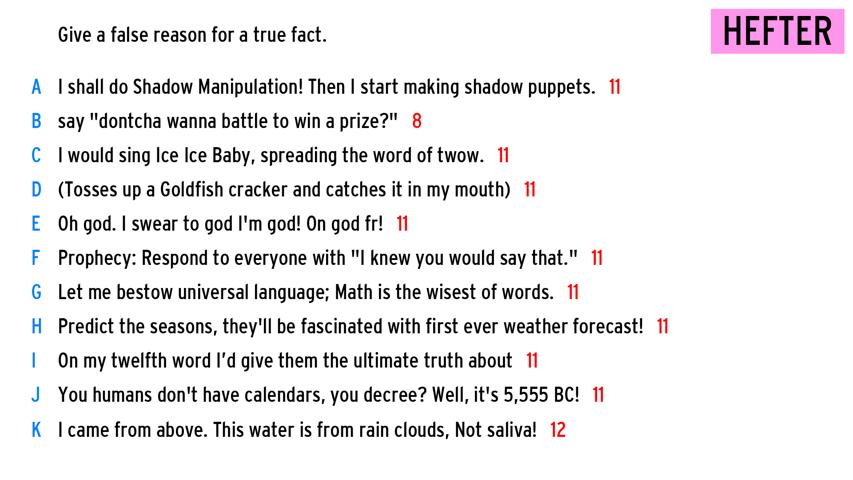 Give a false reason for a true fact.
HEFTER
A I shall do Shadow Manipulation! Then I start making shadow puppets. 11
B say "dontcha wanna battle to win a prize?" 8
C I would sing Ice Ice Baby, spreading the word of twow. 11
D (Tosses up a Goldfish cracker and catches it in my mouth) 11
E Oh god. I swear to god I'm god! On god fr! 11
F Prophecy: Respond to everyone with "I knew you would say that." 11
G Let me bestow universal language; Math is the wisest of words. 11
H Predict the seasons, they'll be fascinated with first ever weather forecast! 11
I On my twelfth word I’d give them the ultimate truth about 11
J You humans don't have calendars, you decree? Well, it's 5,555 BC! 11
K I came from above. This water is from rain clouds, Not saliva! 12